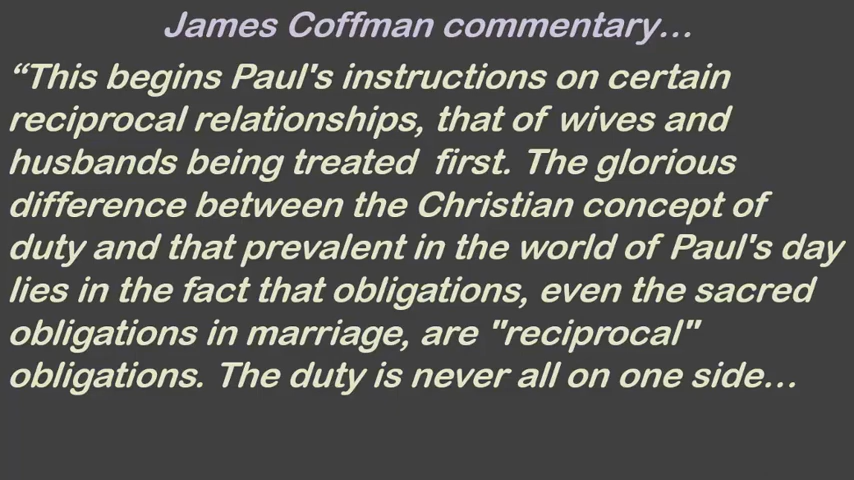 James Coffman commentary...
“This begins Paul's instructions on certain
reciprocal relationships, that of wives and
husbands being treated first. The glorious
difference between the Christian concept of
duty and that prevalent in the world of Paul's day
lies in the fact that obligations, even the sacred
obligations in marriage, are "reciprocal"
obligations. The duty is never all on one side...